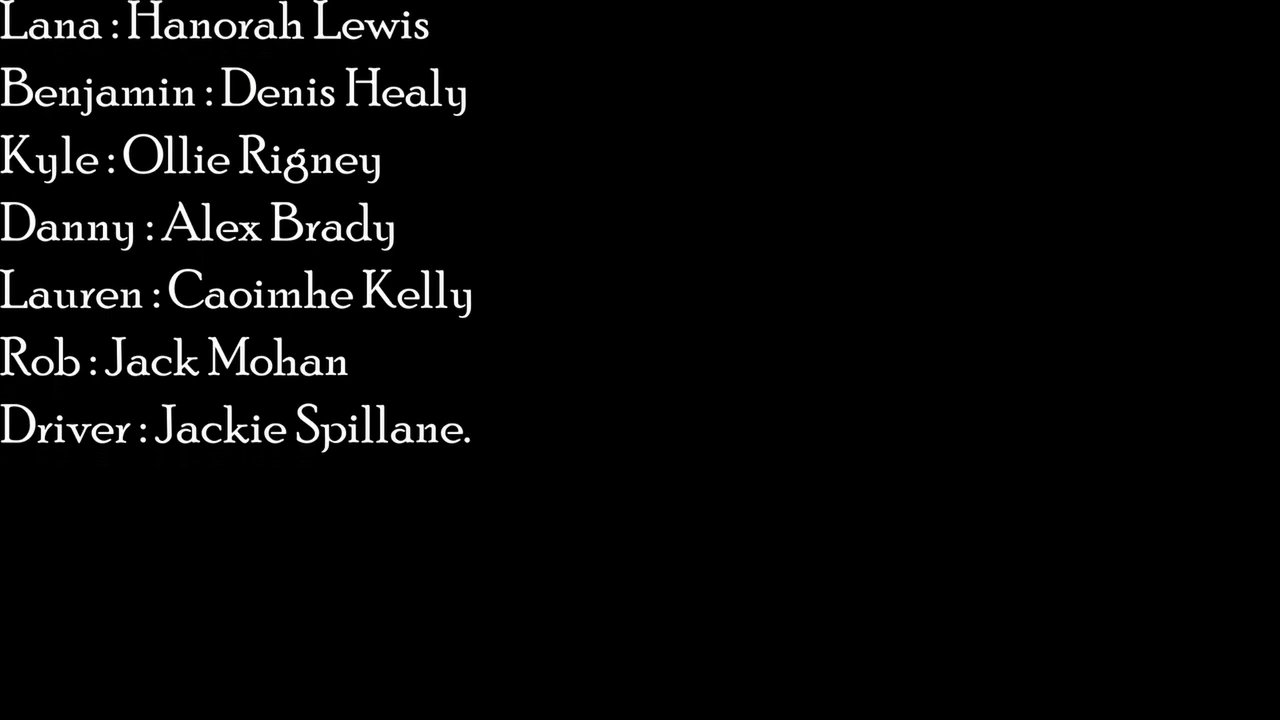 Lana : Hanorah Lewis
Benjamin : Denis Healy
Kyle : Ollie Rigney
Danny : Alex Brady
Lauren : Caoimhe Kelly
Rob : Jack Mohan
Driver : Jackie Spillane.